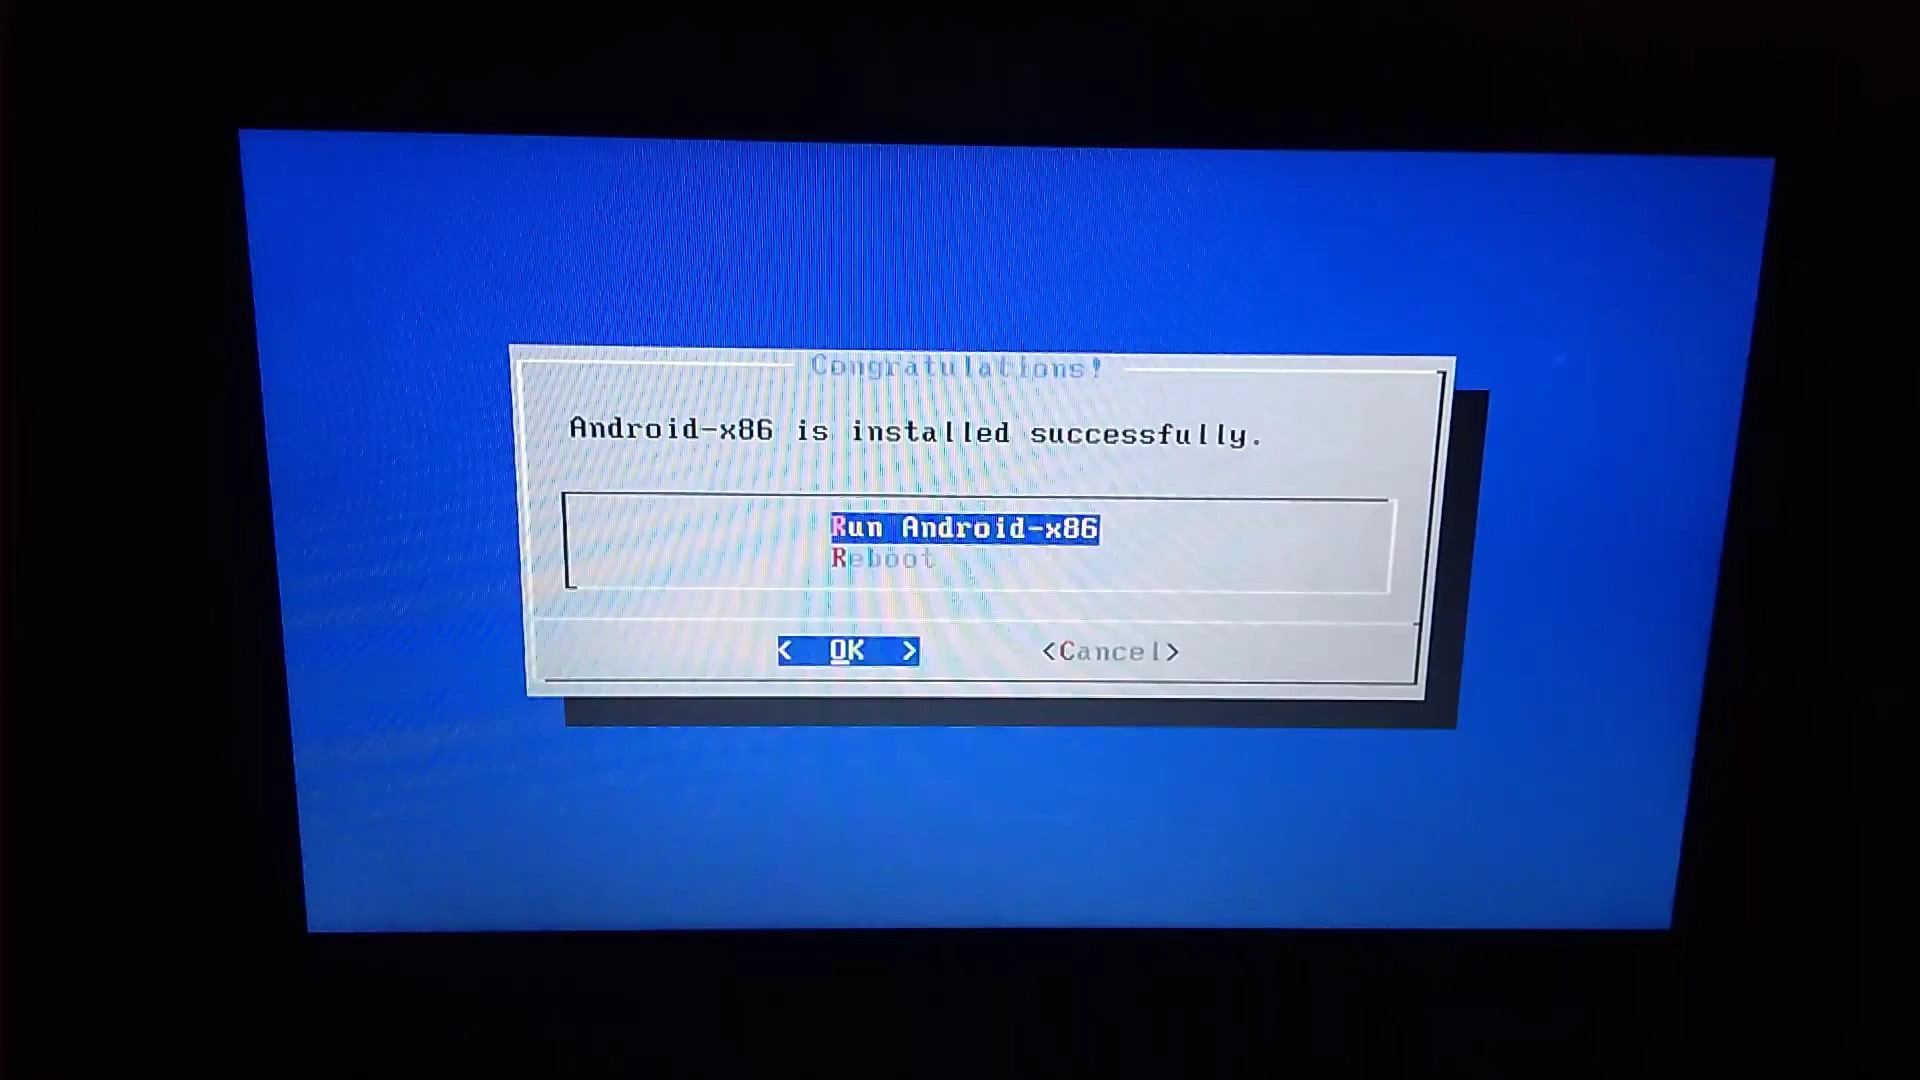 Congratulations!
Android-x86 is installed successfully.
Run Android-x86
Reboot
< OK > <Cancel>